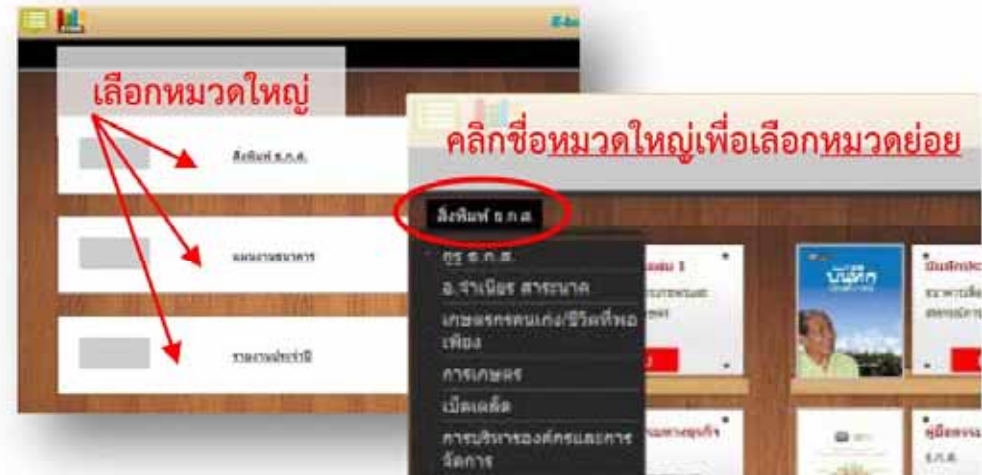 เลือกหมวดใหญ่
สิ่งพิมพ์ ธ.ก.ส.
แผนงานธนาคาร
รายงานประจำปี
คลิกชื่อหมวดใหญ่เพื่อเลือกหมวดย่อย
สิ่งพิมพ์ ธ.ก.ส.
กูรู ธ.ก.ส.
อ.จำเนียร สาระนาค
เกษตรกรคนเก่ง/ชีวิตที่พอ
เพียง
การเกษตร
เบ็ดเตล็ด
การบริหารองค์กรและการ
จัดการ
บันทึก
ธ.ก.ส.